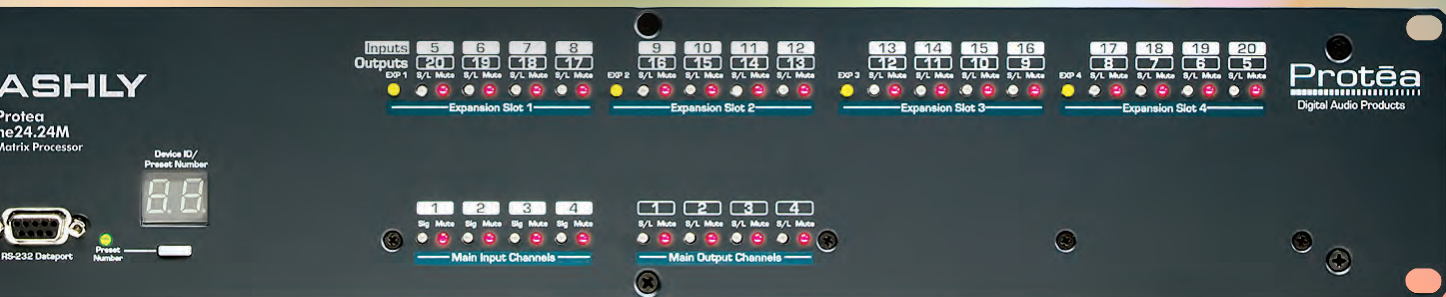 Inputs 5 6 7 8 9 10 11 12 13 14 15 16 17 18 19 20
Outputs 20 19 18 17 16 15 14 13 12 11 10 9 8 7 6 5
EXP 1 S/L Mute S/L Mute S/L Mute S/L Mute EXP 2 S/L Mute S/L Mute S/L Mute S/L Mute EXP 3 S/L Mute S/L Mute S/L Mute S/L Mute EXP 4 S/L Mute S/L Mute S/L Mute S/L Mute
Expansion Slot 1 Expansion Slot 2 Expansion Slot 3 Expansion Slot 4
Protēa
Digital Audio Products
ASHLY
Protea
ne24.24M
Matrix Processor
Device ID/
Preset Number
8.8.
RS-232 Dataport
Preset
Number
1 2 3 4 1 2 3 4
Sig Mute Sig Mute Sig Mute Sig Mute S/L Mute S/L Mute S/L Mute S/L Mute
Main Input Channels Main Output Channels